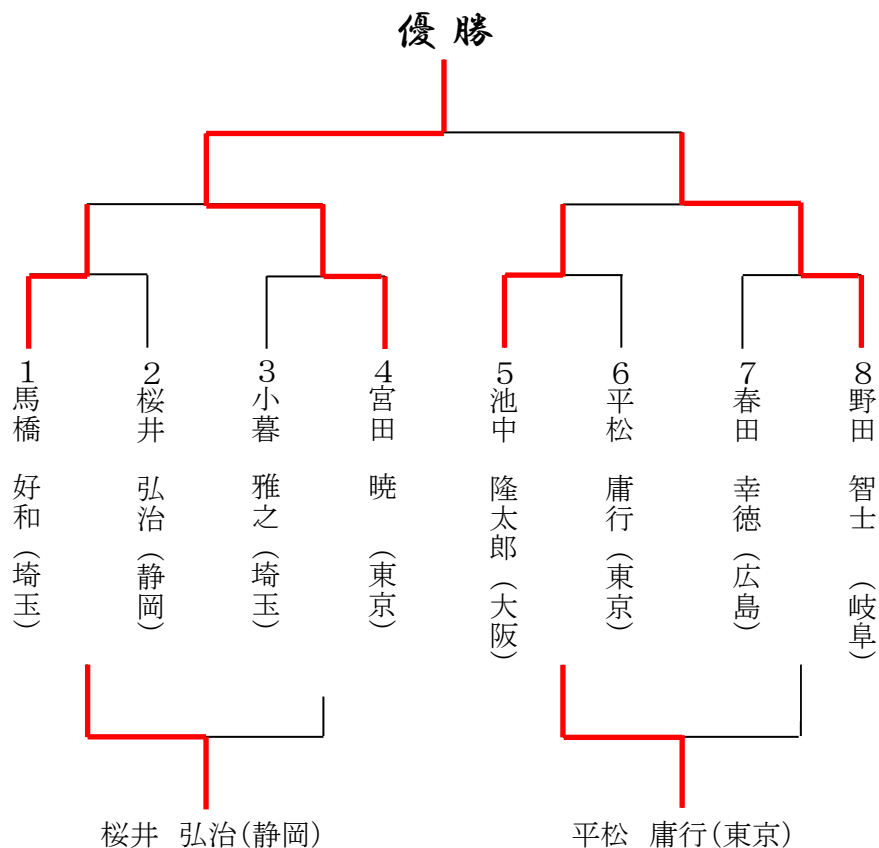 優勝
1 馬橋 好和(埼玉)
2 桜井 弘治(静岡)
3 小暮 雅之(埼玉)
4 宮田 暁 (東京)
5 池中 隆太郎(大阪)
6 平松 庸行(東京)
7 春田 幸徳(広島)
8 野田 智士 (岐阜)
桜井 弘治(静岡)
平松 庸行(東京)